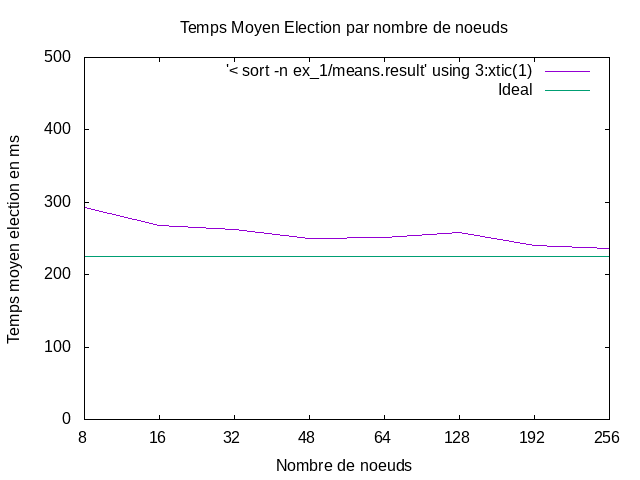 Temps Moyen Election par nombre de noeuds
'< sort -n ex_1/means.result' using 3:xtic(1)
Ideal
500
400
300
200
100
0
Temps moyen election en ms
8 16 32 48 64 128 192 256
Nombre de noeuds